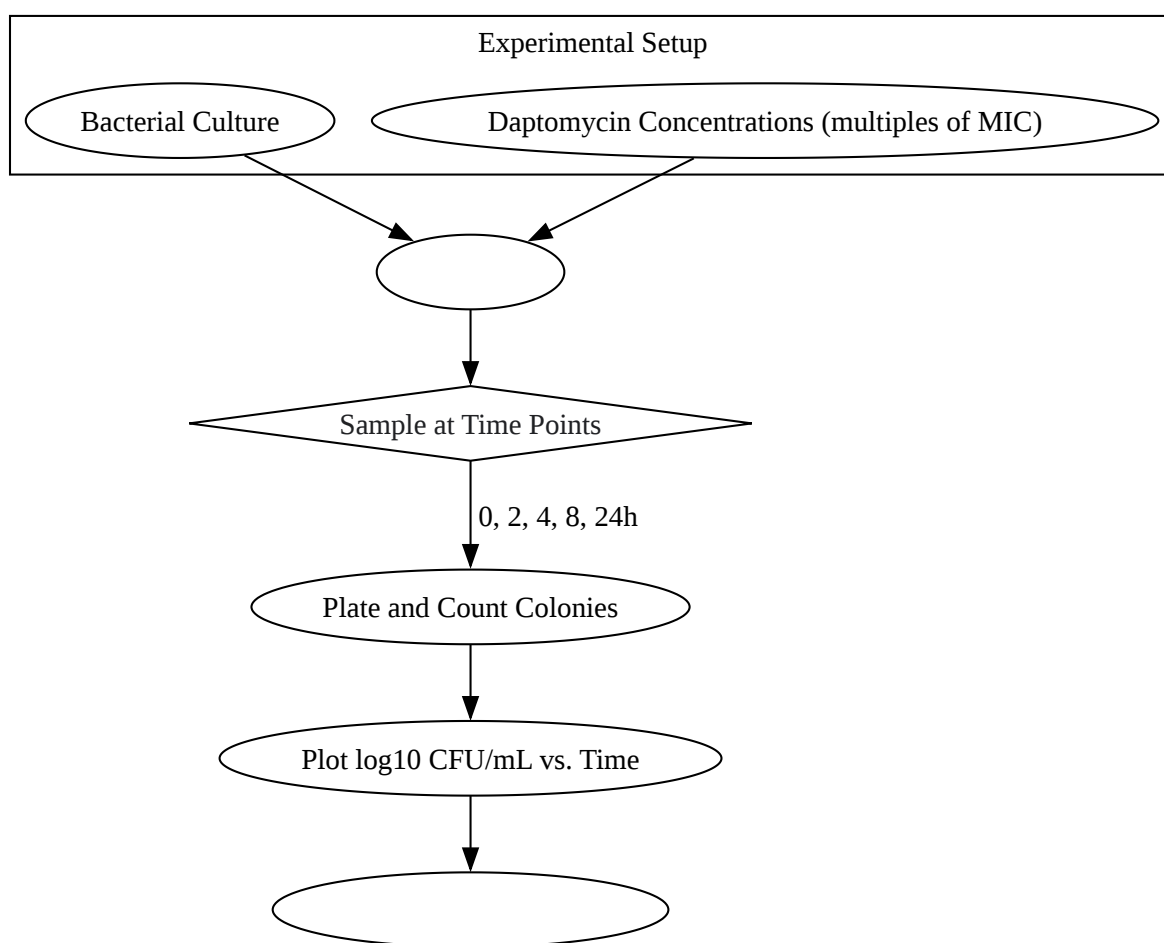 Experimental Setup
Bacterial Culture
Daptomycin Concentrations (multiples of MIC)
Sample at Time Points
0, 2, 4, 8, 24h
Plate and Count Colonies
Plot log10 CFU/mL vs. Time